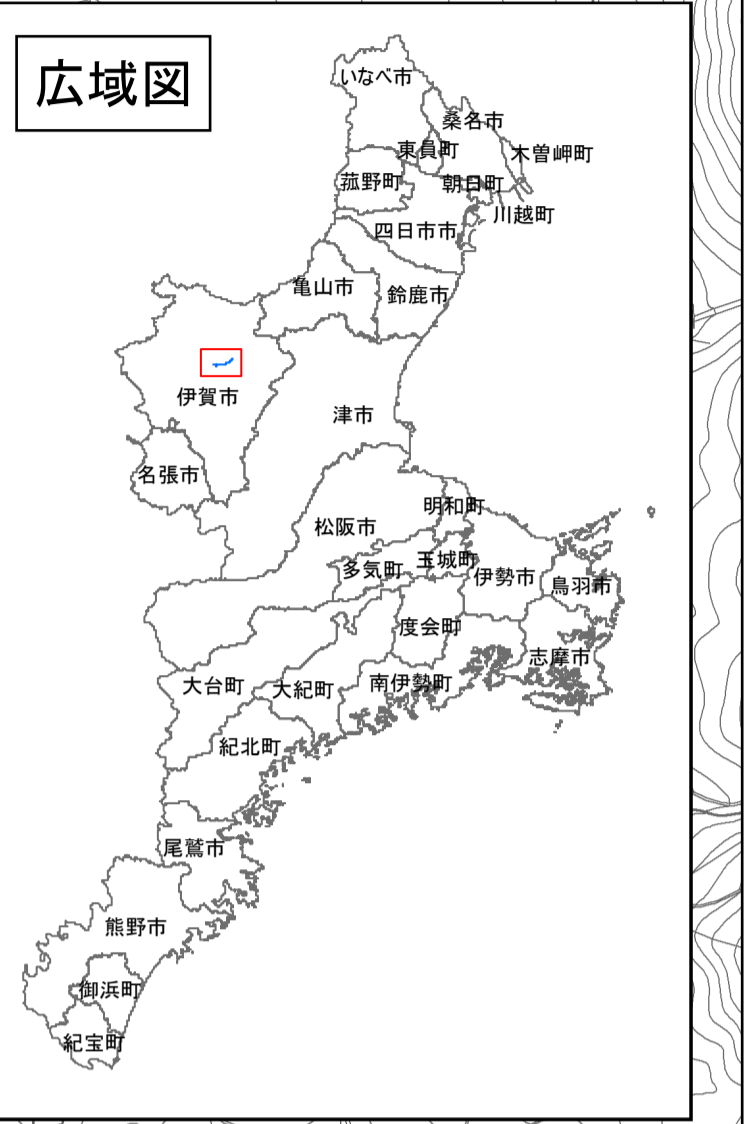 広域図
いなべ市
桑名市
東員町
木曽岬町
菰野町
朝日町
川越町
四日市市
亀山市
鈴鹿市
伊賀市
津市
名張市
明和町
松阪市
玉城町
多気町
伊勢市
鳥羽市
度会町
志摩市
大台町
大紀町
南伊勢町
紀北町
尾鷲市
熊野市
御浜町
紀宝町